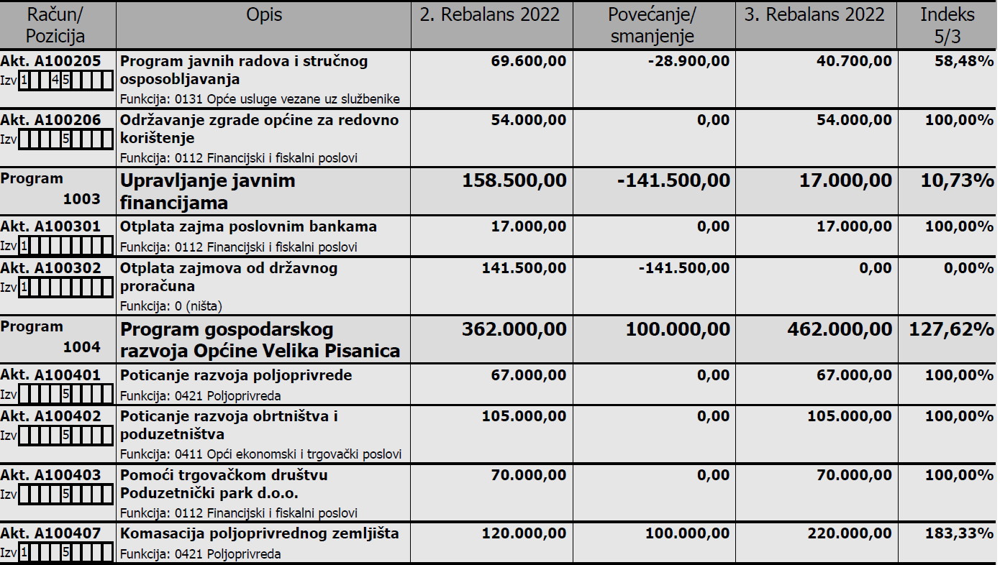 Račun/ Opis 2. Rebalans 2022 Povećanje/ 3. Rebalans 2022 Indeks
Pozicija smanjenje 5/3
Akt. A100205 Program javnih radova i stručnog 69.600,00 -28.900,00 40.700,00 58,48%
Izv 1 4 5 osposobljavanja
Funkcija: 0131 Opće usluge vezane uz službenike
Akt. A100206 Održavanje zgrade općine za redovno 54.000,00 0,00 54.000,00 100,00%
Izv 5 korištenje
Funkcija: 0112 Financijski i fiskalni poslovi
Program Upravljanje javnim 158.500,00 -141.500,00 17.000,00 10,73%
1003 financijama
Akt. A100301 Otplata zajma poslovnim bankama 17.000,00 0,00 17.000,00 100,00%
Izv 1 Funkcija: 0112 Financijski i fiskalni poslovi
Akt. A100302 Otplata zajmova od državnog 141.500,00 -141.500,00 0,00 0,00%
Izv 1 proračuna
Funkcija: 0 (ništa)
Program Program gospodarskog 362.000,00 100.000,00 462.000,00 127,62%
1004 razvoja Općine Velika Pisanica
Akt. A100401 Poticanje razvoja poljoprivrede 67.000,00 0,00 67.000,00 100,00%
Izv 5 Funkcija: 0421 Poljoprivreda
Akt. A100402 Poticanje razvoja obrtništva i 105.000,00 0,00 105.000,00 100,00%
Izv 5 poduzetništva
Funkcija: 0411 Opći ekonomski i trgovački poslovi
Akt. A100403 Pomoći trgovačkom društvu 70.000,00 0,00 70.000,00 100,00%
Izv 5 Poduzetnički park d.o.o.
Funkcija: 0112 Financijski i fiskalni poslovi
Akt. A100407 Komasacija poljoprivrednog zemljišta 120.000,00 100.000,00 220.000,00 183,33%
Izv 1 5 Funkcija: 0421 Poljoprivreda